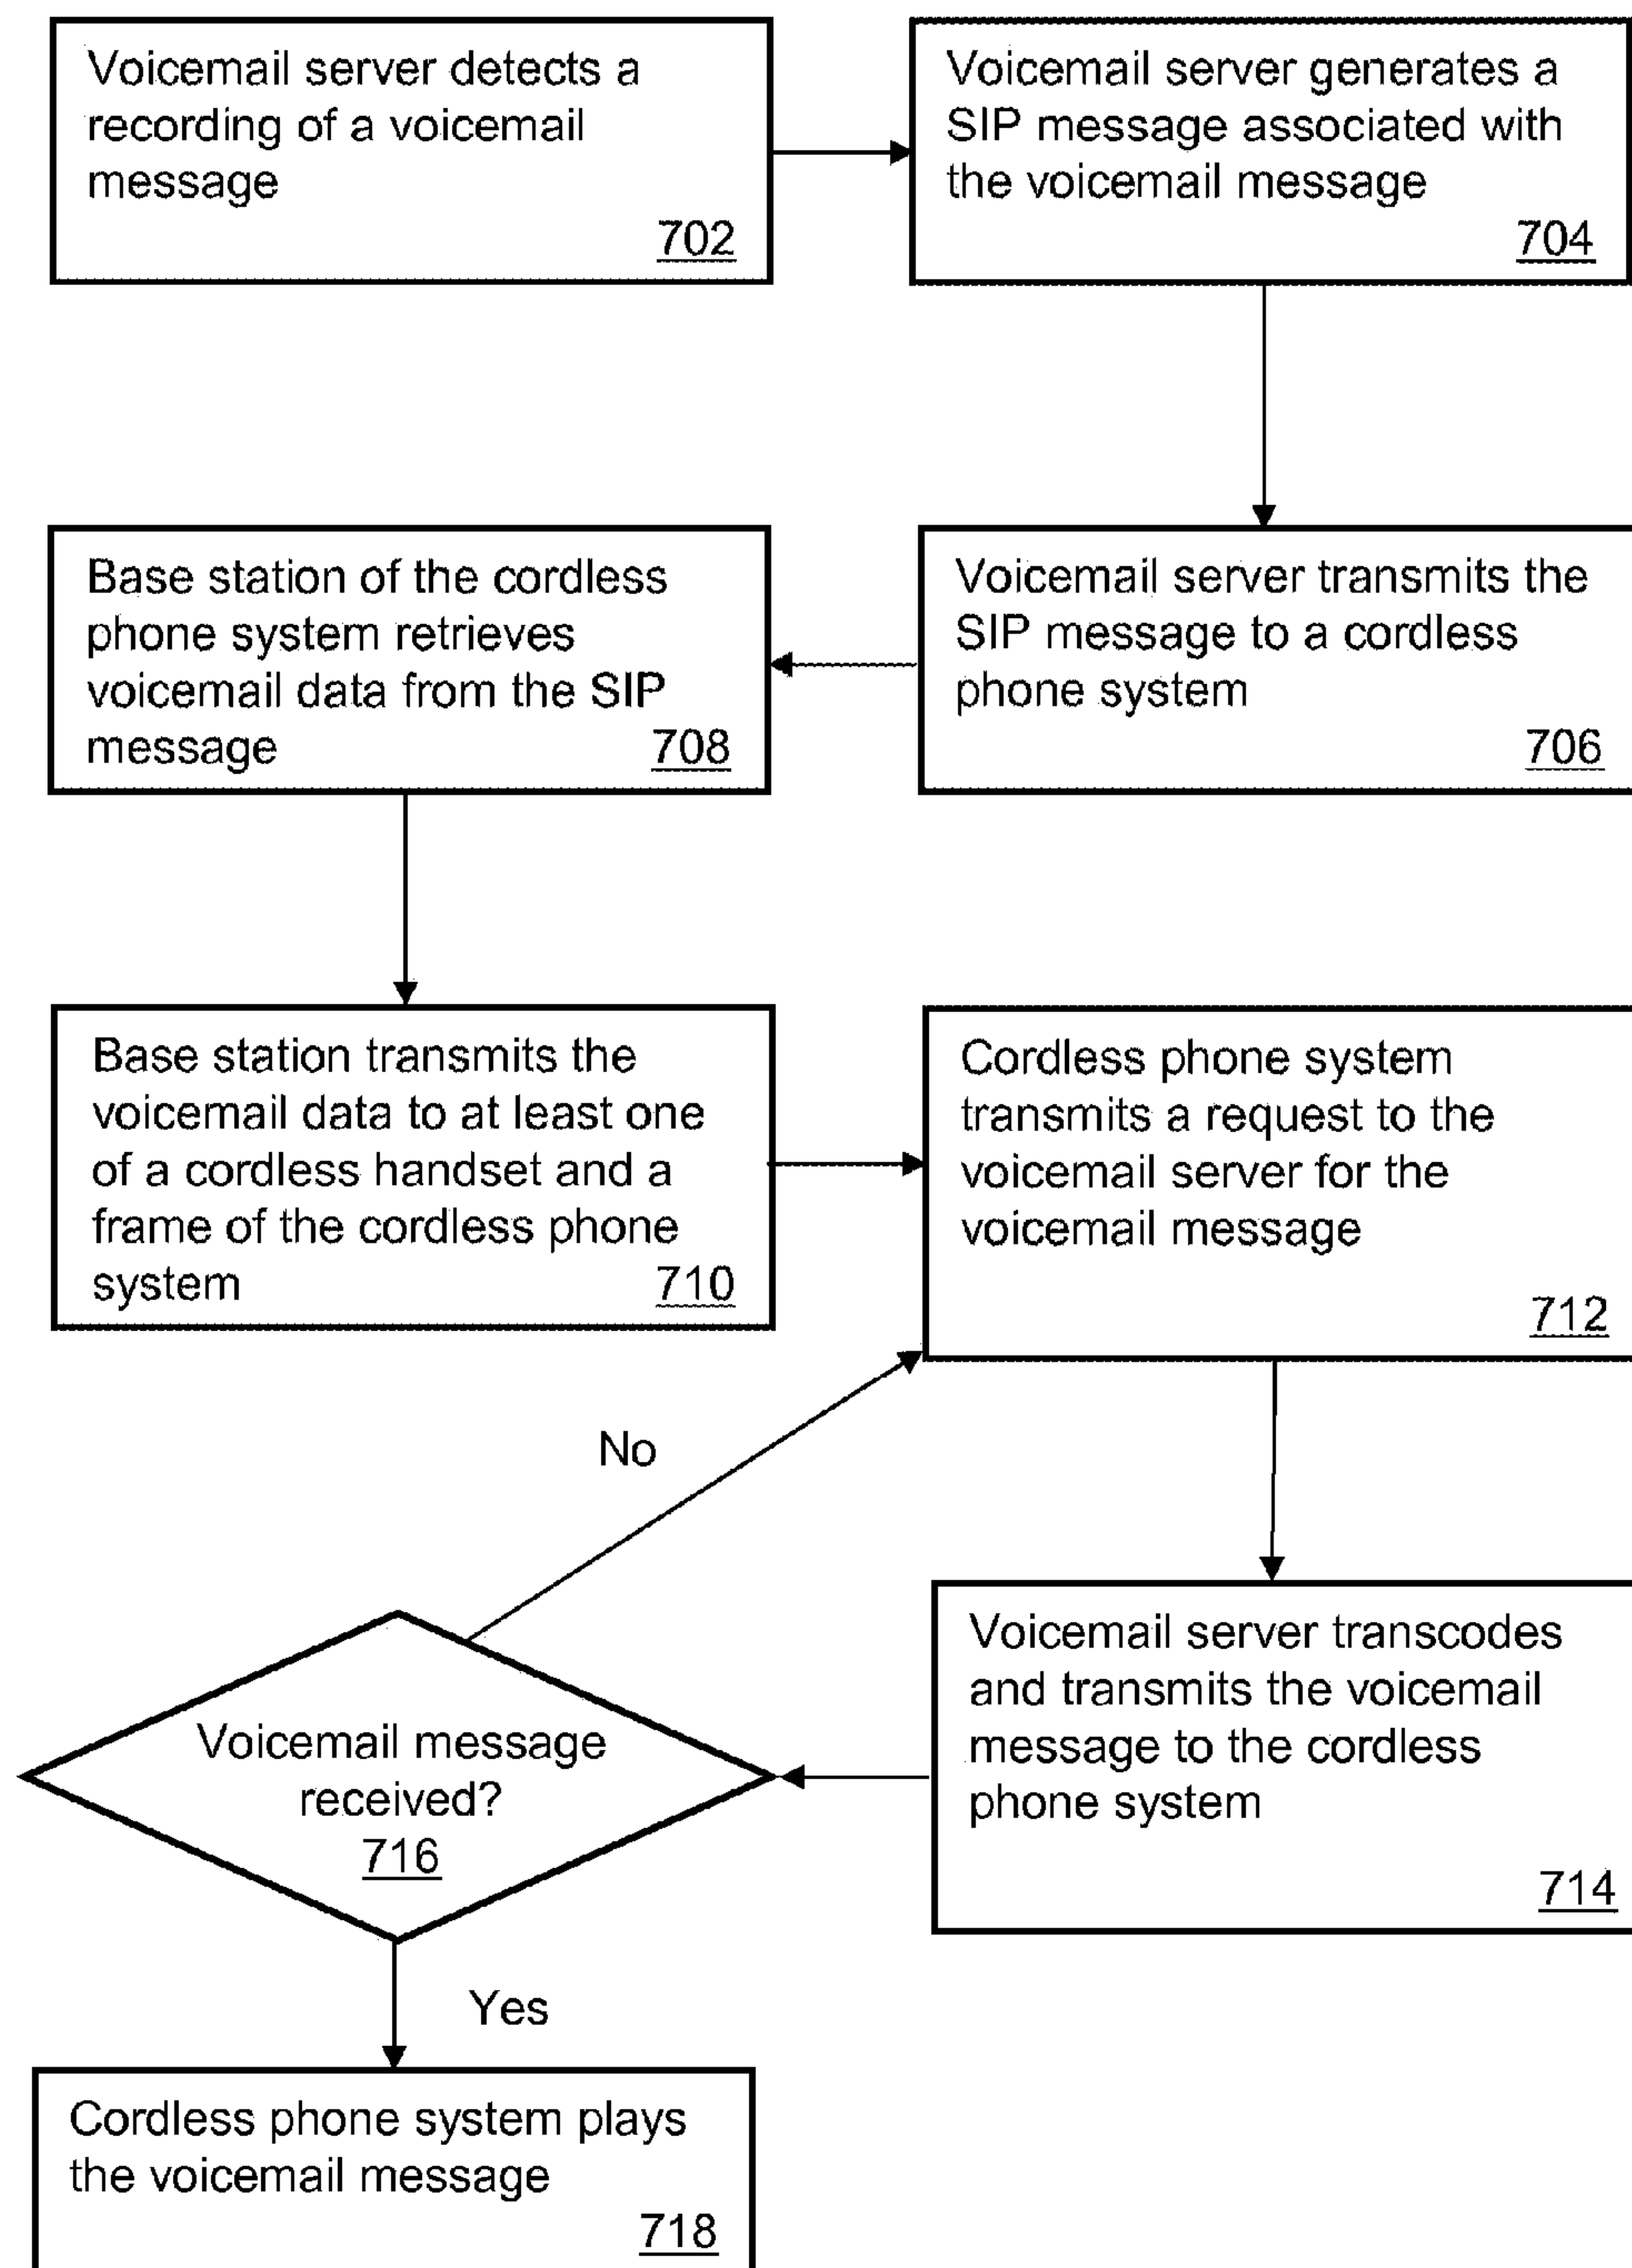 Voicemail server detects a
recording of a voicemail
message
702
Voicemail server generates a
SIP message associated with
the voicemail message
704
Voicemail server transmits the
SIP message to a cordless
phone system
706
Base station of the cordless
phone system retrieves
voicemail data from the SIP
message 708
Base station transmits the
voicemail data to at least one
of a cordless handset and a
frame of the cordless phone
system 710
Cordless phone system
transmits a request to the
voicemail server for the
voicemail message
712
Voicemail server transcodes
and transmits the voicemail
message to the cordless
phone system
714
Voicemail message
received?
716
No
Yes
Cordless phone system plays
the voicemail message
718